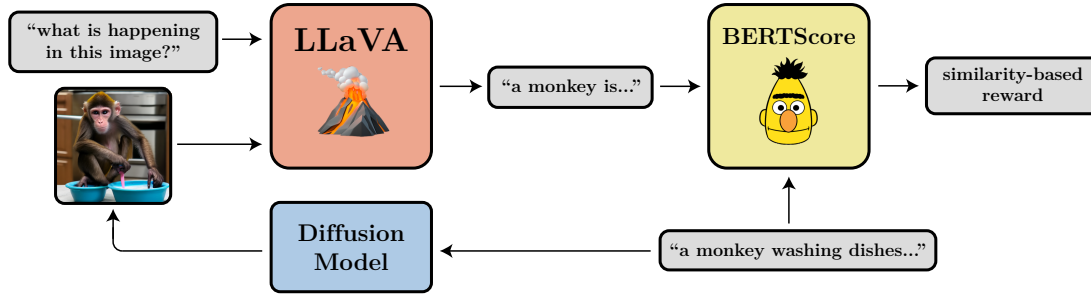 “what is happening
in this image?”
LLaVA
“a monkey is...”
BERTScore
similarity-based
reward
Diffusion
Model
“a monkey washing dishes...”